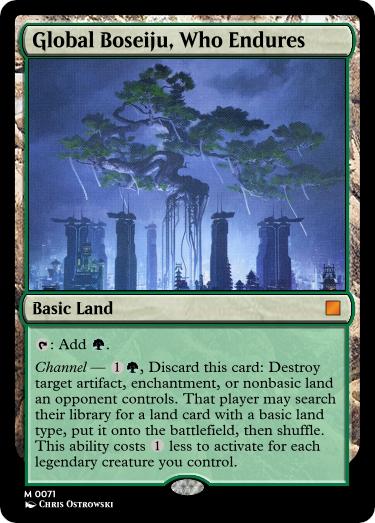 Global Boseiju, Who Endures
Basic Land
: Add .
Channel — 1 , Discard this card: Destroy
target artifact, enchantment, or nonbasic land
an opponent controls. That player may search
their library for a land card with a basic land
type, put it onto the battlefield, then shuffle.
This ability costs 1 less to activate for each
legendary creature you control.
M 0071
Chris Ostrowski